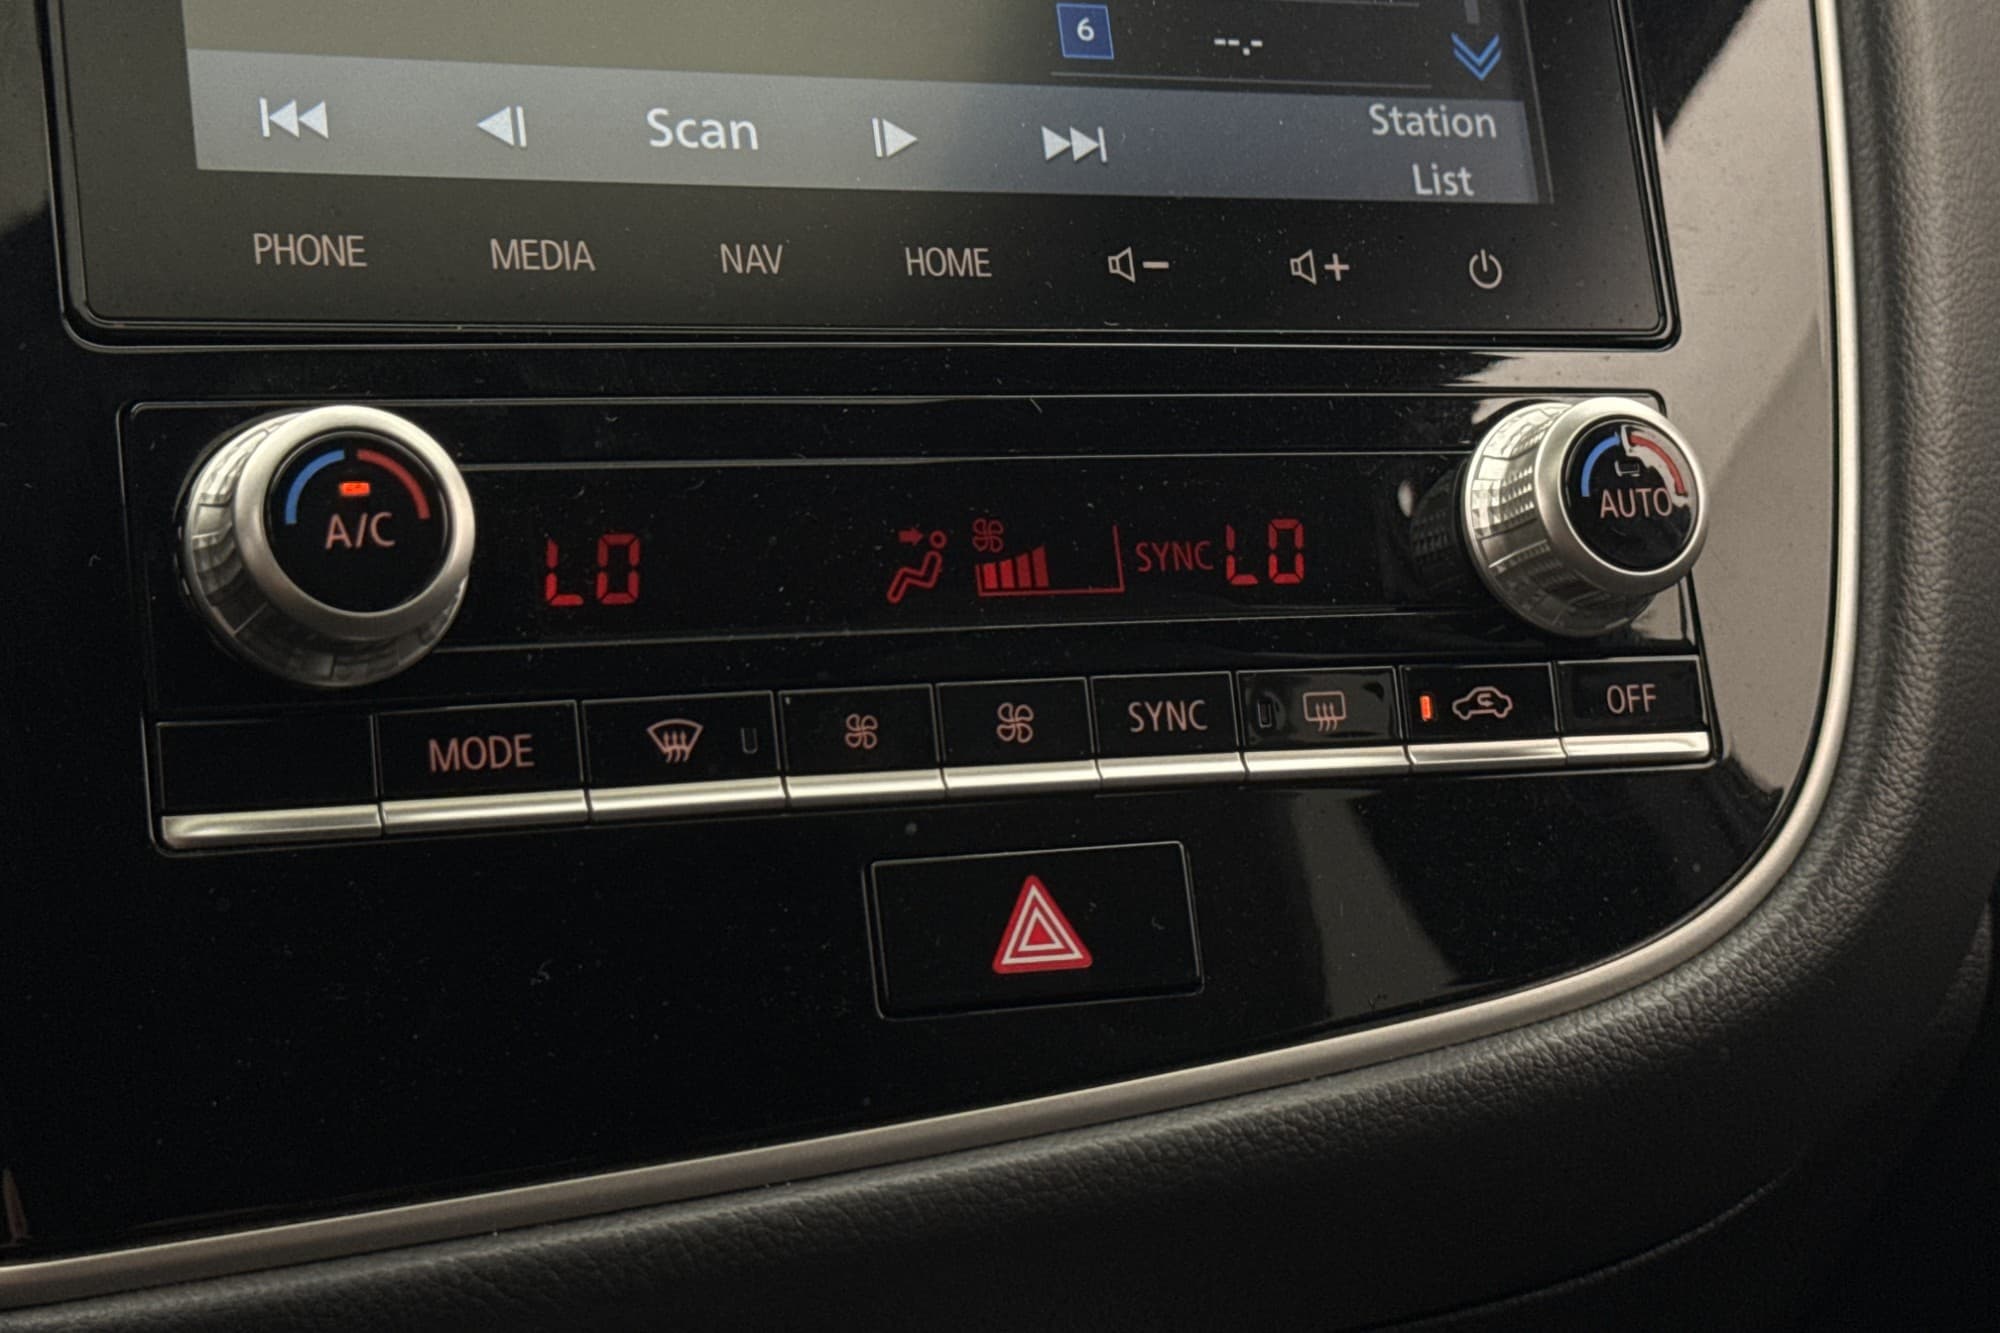 6 --.-
Scan Station
List
PHONE MEDIA NAV HOME
A/C LO SYNC LO AUTO
MODE SYNC OFF